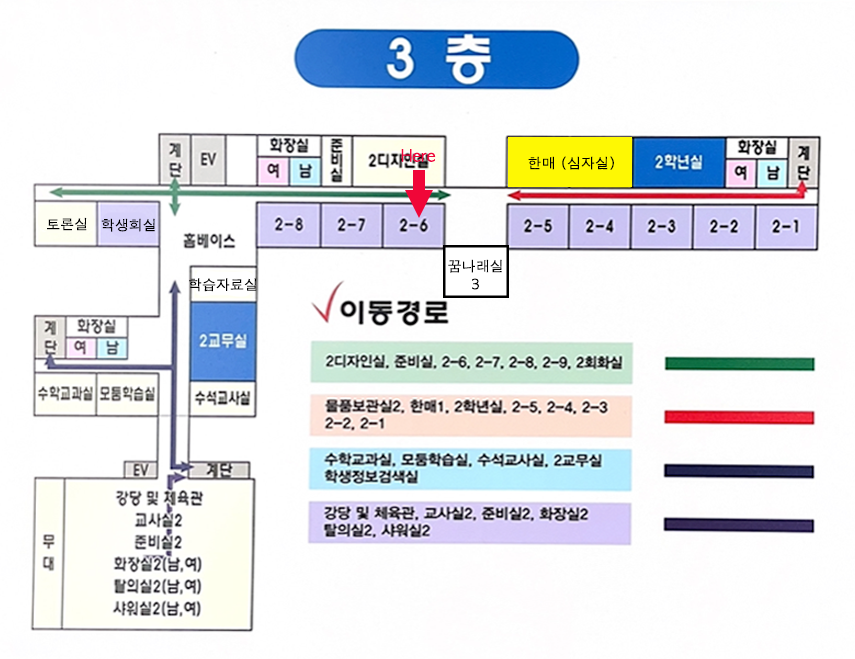 3 층
계단
EV
화장실
여 남
준비실
2디자인실
Here
한매 (심자실)
2학년실
화장실
여 남
계단
토론실 학생회실
홈베이스
2-8 2-7 2-6
2-5 2-4 2-3 2-2 2-1
꿈나래실
3
학습자료실
2교무실
수석교사실
계단
화장실
여 남
수학교과실 모둠학습실
EV
계단
무대
강당 및 체육관
교사실2
준비실2
화장실2(남,여)
탈의실2(남,여)
샤워실2(남,여)
이동경로
2디자인실, 준비실, 2-6, 2-7, 2-8, 2-9, 2회화실
물품보관실2, 한매1, 2학년실, 2-5, 2-4, 2-3
2-2, 2-1
수학교과실, 모둠학습실, 수석교사실, 2교무실
학생정보검색실
강당 및 체육관, 교사실2, 준비실2, 화장실2
탈의실2, 샤워실2